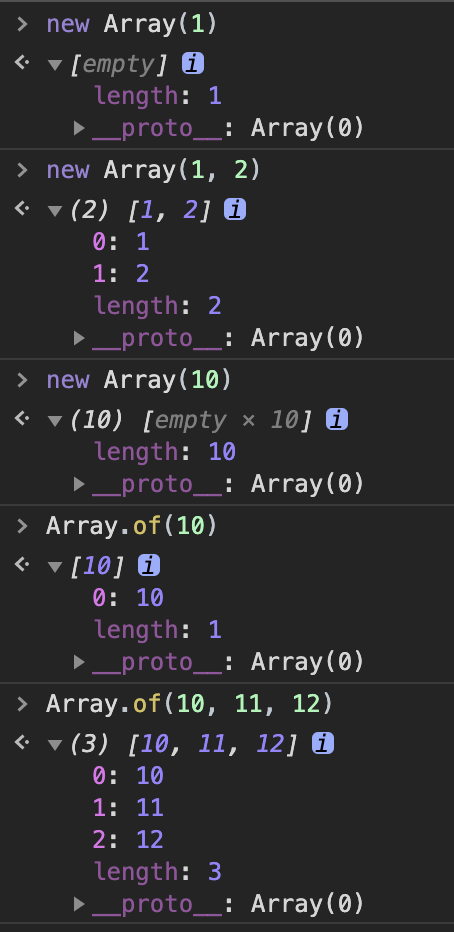 > new Array(1)
<· ▼[empty] i
length: 1
▶__proto__: Array(0)
> new Array(1, 2)
<· ▼(2) [1, 2] i
0: 1
1: 2
length: 2
▶__proto__: Array(0)
> new Array(10)
<· ▼(10) [empty × 10] i
length: 10
▶__proto__: Array(0)
> Array.of(10)
<· ▼[10] i
0: 10
length: 1
▶__proto__: Array(0)
> Array.of(10, 11, 12)
<· ▼(3) [10, 11, 12] i
0: 10
1: 11
2: 12
length: 3
▶__proto__: Array(0)